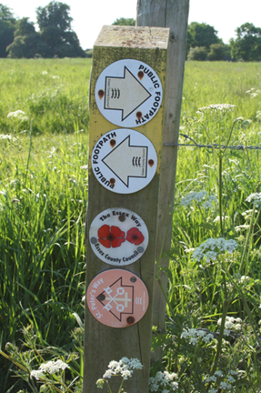 PUBLIC FOOTPATH
PUBLIC FOOTPATH
The Essex Way
Essex County Council